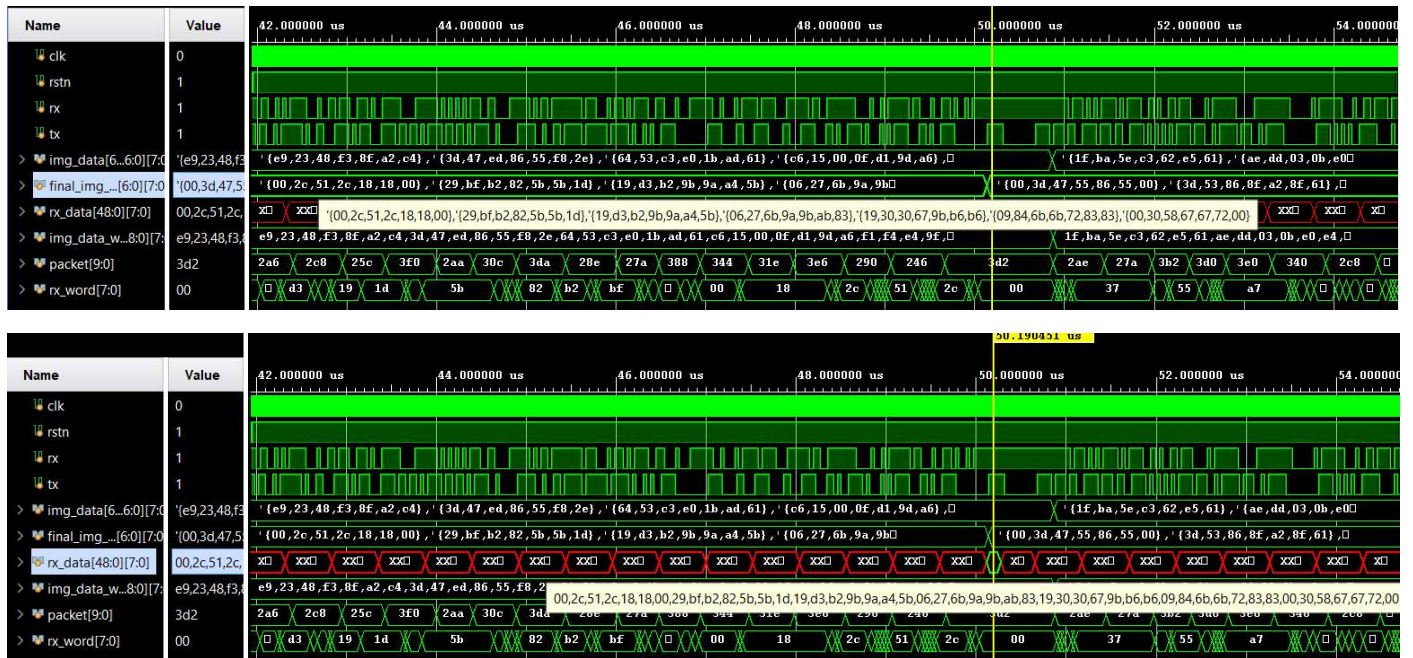 Name Value 42.000000 us 44.000000 us 46.000000 us 48.000000 us 50.000000 us 52.000000 us 54.000000
clk 0
rstn 1
rx 1
tx 1
img_data[6...6:0][7:0 '{e9,23,48,f3 '{e9,23,48,f3,8f,a2,c4},'{3d,47,ed,86,55,f8,2e},'{64,53,c3,e0,1b,ad,61},'{c6,15,00,0f,d1,9d,a6}, '{1f,ba,5e,c3,62,e5,61},'{ae,dd,03,0b,e0
final_img_...[6:0][7:0 '{00,3d,47,5 '{00,2c,51,2c,18,18,00},'{29,bf,b2,82,5b,5b,1d},'{19,d3,b2,9b,9a,a4,5b},'{06,27,6b,9a,9b '{00,3d,47,55,86,55,00},'{3d,53,86,8f,a2,8f,61},
rx_data[48:0][7:0] 00,2c,51,2c, X XX '{00,2c,51,2c,18,18,00},'{29,bf,b2,82,5b,5b,1d},'{19,d3,b2,9b,9a,a4,5b},'{06,27,6b,9a,9b,ab,83},'{19,30,30,67,9b,b6,b6},'{09,84,6b,6b,72,83,83},'{00,30,58,67,67,72,00} XX XX X
img_data_w...8:0][7: e9,23,48,f3,8 e9,23,48,f3,8f,a2,c4,3d,47,ed,86,55,f8,2e,64,53,c3,e0,1b,ad,61,c6,15,00,0f,d1,9d,a6,f1,f4,e4,9f, 1f,ba,5e,c3,62,e5,61,ae,dd,03,0b,e0,e4,
packet[9:0] 3d2 2a6 2c8 25c 3f0 2aa 30c 3da 28e 27a 388 344 31e 3e6 290 246 3d2 2ae 27a 3b2 3d0 3e0 340 2c8
rx_word[7:0] 00 d3 19 1d 5b 82 b2 bf 00 18 2c 51 2c 00 37 55 a7
50.190451 us
Name Value 42.000000 us 44.000000 us 46.000000 us 48.000000 us 50.000000 us 52.000000 us 54.000000
clk 0
rstn 1
rx 1
tx 1
img_data[6...6:0][7:0 '{e9,23,48,f3 '{e9,23,48,f3,8f,a2,c4},'{3d,47,ed,86,55,f8,2e},'{64,53,c3,e0,1b,ad,61},'{c6,15,00,0f,d1,9d,a6}, '{1f,ba,5e,c3,62,e5,61},'{ae,dd,03,0b,e0
final_img_...[6:0][7:0 '{00,3d,47,5 '{00,2c,51,2c,18,18,00},'{29,bf,b2,82,5b,5b,1d},'{19,d3,b2,9b,9a,a4,5b},'{06,27,6b,9a,9b '{00,3d,47,55,86,55,00},'{3d,53,86,8f,a2,8f,61},
rx_data[48:0][7:0] 00,2c,51,2c, X XX XX XX XX XX XX XX XX XX XX XX XX XX X XX XX XX XX XX XX X
img_data_w...8:0][7: e9,23,48,f3,8 e9,23,48,f3,8f,a2,c4,3d,47,ed,86,55,f8,2 00,2c,51,2c,18,18,00,29,bf,b2,82,5b,5b,1d,19,d3,b2,9b,9a,a4,5b,06,27,6b,9a,9b,ab,83,19,30,30,67,9b,b6,b6,09,84,6b,6b,72,83,83,00,30,58,67,67,72,00
packet[9:0] 3d2 2a6 2c8 25c 3f0 2aa 30c
rx_word[7:0] 00 d3 19 1d 5b 82 b2 bf 00 18 2c 51 2c 00 37 55 a7